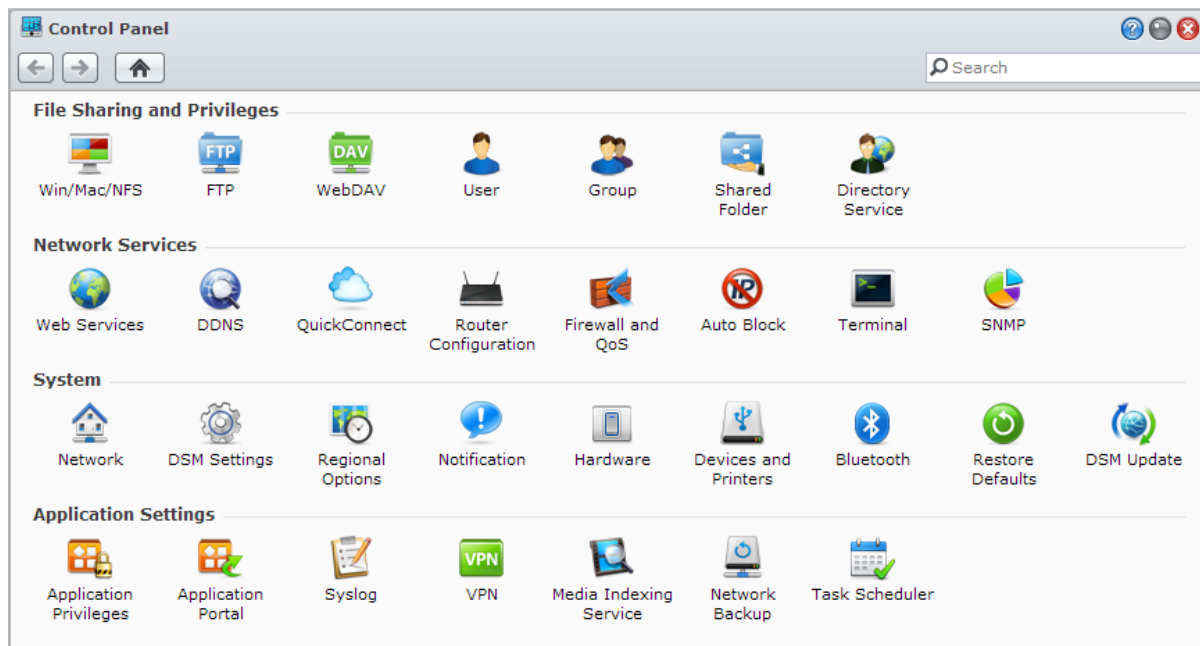 Control Panel
Search
File Sharing and Privileges
FTP
DAV
Win/Mac/NFS
FTP
WebDAV
User
Group
Shared
Folder
Directory
Service
Network Services
IP
>_
Web Services
DDNS
QuickConnect
Router
Configuration
Firewall and
QoS
Auto Block
Terminal
SNMP
System
Network
DSM Settings
Regional
Options
Notification
Hardware
Devices and
Printers
Bluetooth
Restore
Defaults
DSM Update
Application Settings
VPN
Application
Privileges
Application
Portal
Syslog
VPN
Media Indexing
Service
Network
Backup
Task Scheduler